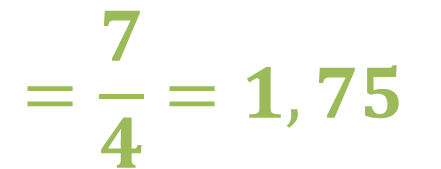 = 7/4 = 1,75